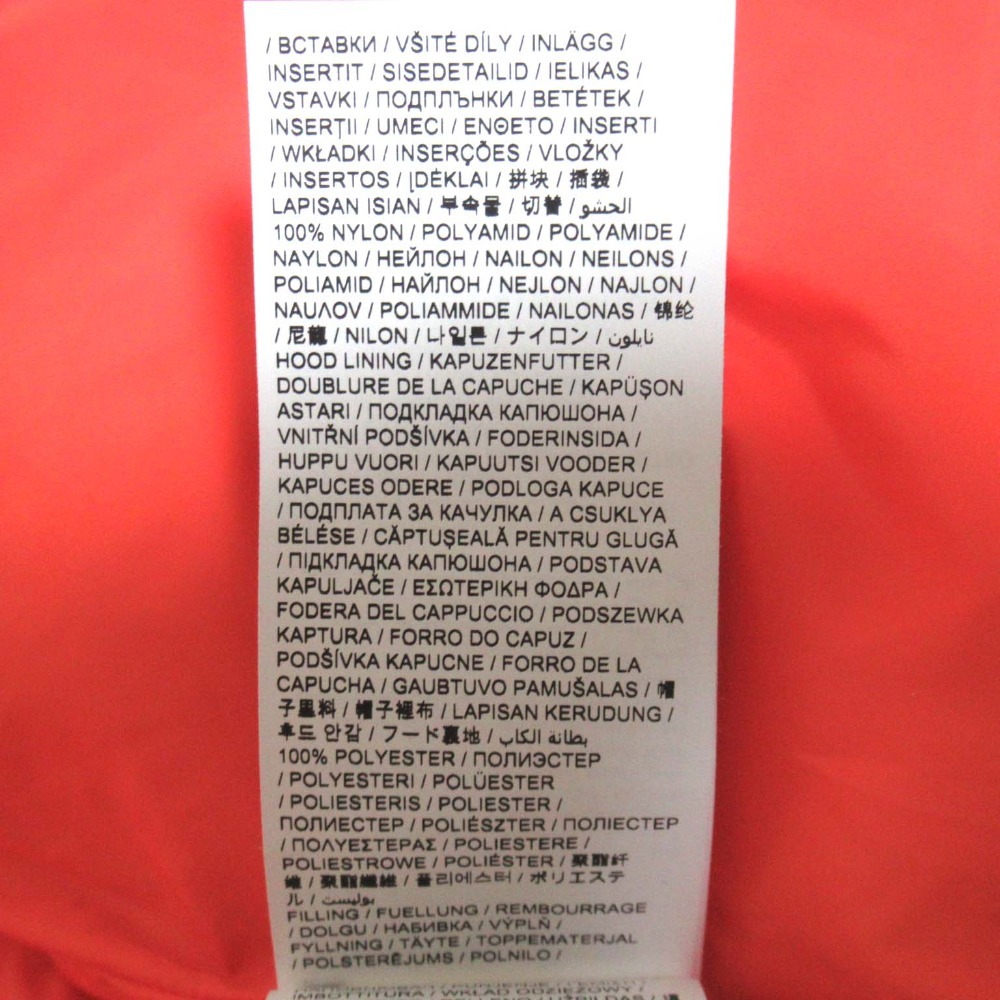 / ВСТАВКИ / VŠITÉ DÍLY / INLÄGG /
INSERTIT / SISEDETAILID / IELIKAS /
VSTAVKI / ПОДПЛЪНКИ / BETÉTEK /
INSERȚII / UMECI / ΕΝΘΕΤΟ / INSERTI
/ WKŁADKI / INSERÇÕES / VLOŽKY
/ INSERTOS / ĮDĖKLAI / 拼块 / 插袋 /
LAPISAN ISIAN / 부속물 / 切替 / الحشو
100% NYLON / POLYAMID / POLYAMIDE /
NAYLON / НЕЙЛОН / NAILON / NEILONS /
POLIAMID / НАЙЛОН / NEJLON / NAJLON /
ΝΑΥΛΟΝ / POLIAMMIDE / NAILONAS / 锦纶
/ 尼龍 / NILON / 나일론 / ナイロン / نايلون
HOOD LINING / KAPUZENFUTTER /
DOUBLURE DE LA CAPUCHE / KAPÜŞON
ASTARI / ПОДКЛАДКА КАПЮШОНА /
VNITŘNÍ PODŠÍVKA / FODERINSIDA /
HUPPU VUORI / KAPUUTSI VOODER /
KAPUCES ODERE / PODLOGA KAPUCE
/ ПОДПЛАТА ЗА КАЧУЛКА / A CSUKLYA
BÉLÉSE / CĂPTUȘEALĂ PENTRU GLUGĂ
/ ПІДКЛАДКА КАПЮШОНА / PODSTAVA
KAPULJAČE / ΕΣΩΤΕΡΙΚΗ ΦΟΔΡΑ /
FODERA DEL CAPPUCCIO / PODSZEWKA
KAPTURA / FORRO DO CAPUZ /
PODŠÍVKA KAPUCNE / FORRO DE LA
CAPUCHA / GAUBTUVO PAMUŠALAS / 帽
子里料 / 帽子裡布 / LAPISAN KERUDUNG /
후드 안감 / フード裏地 / بطانة الكاب
100% POLYESTER / ПОЛИЭСТЕР
/ POLYESTERI / POLÜESTER
/ POLIESTERIS / POLIESTER /
ПОЛИЕСТЕР / POLIÉSZTER / ПОЛІЕСТЕР
/ ΠΟΛΥΕΣΤΕΡΑΣ / POLIESTERE /
POLIESTROWE / POLIÉSTER / 聚酯纤
维 / 聚酯纖維 / 폴리에스터 / ポリエステ
ル / بوليستر
FILLING / FUELLUNG / REMBOURRAGE
/ DOLGU / НАБИВКА / VÝPLŇ /
FYLLNING / TÄYTE / TOPPEMATERJAL
/ POLSTERĒJUMS / POLNILO /
IMBOTTITURA / WKŁAD ODZIEŻOWY /